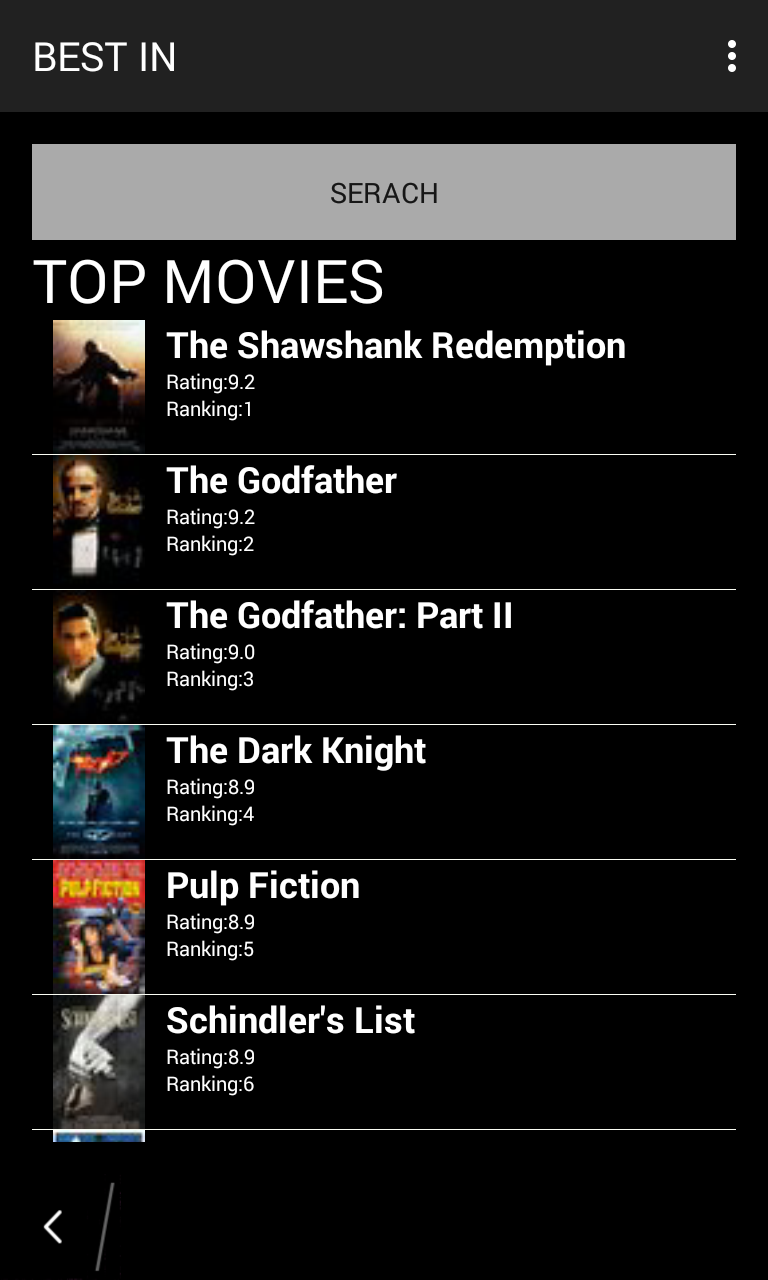 BEST IN
SERACH
TOP MOVIES
The Shawshank Redemption
Rating:9.2
Ranking:1
The Godfather
Rating:9.2
Ranking:2
The Godfather: Part II
Rating:9.0
Ranking:3
The Dark Knight
Rating:8.9
Ranking:4
PULP FICTION
Pulp Fiction
Rating:8.9
Ranking:5
Schindler's List
Rating:8.9
Ranking:6